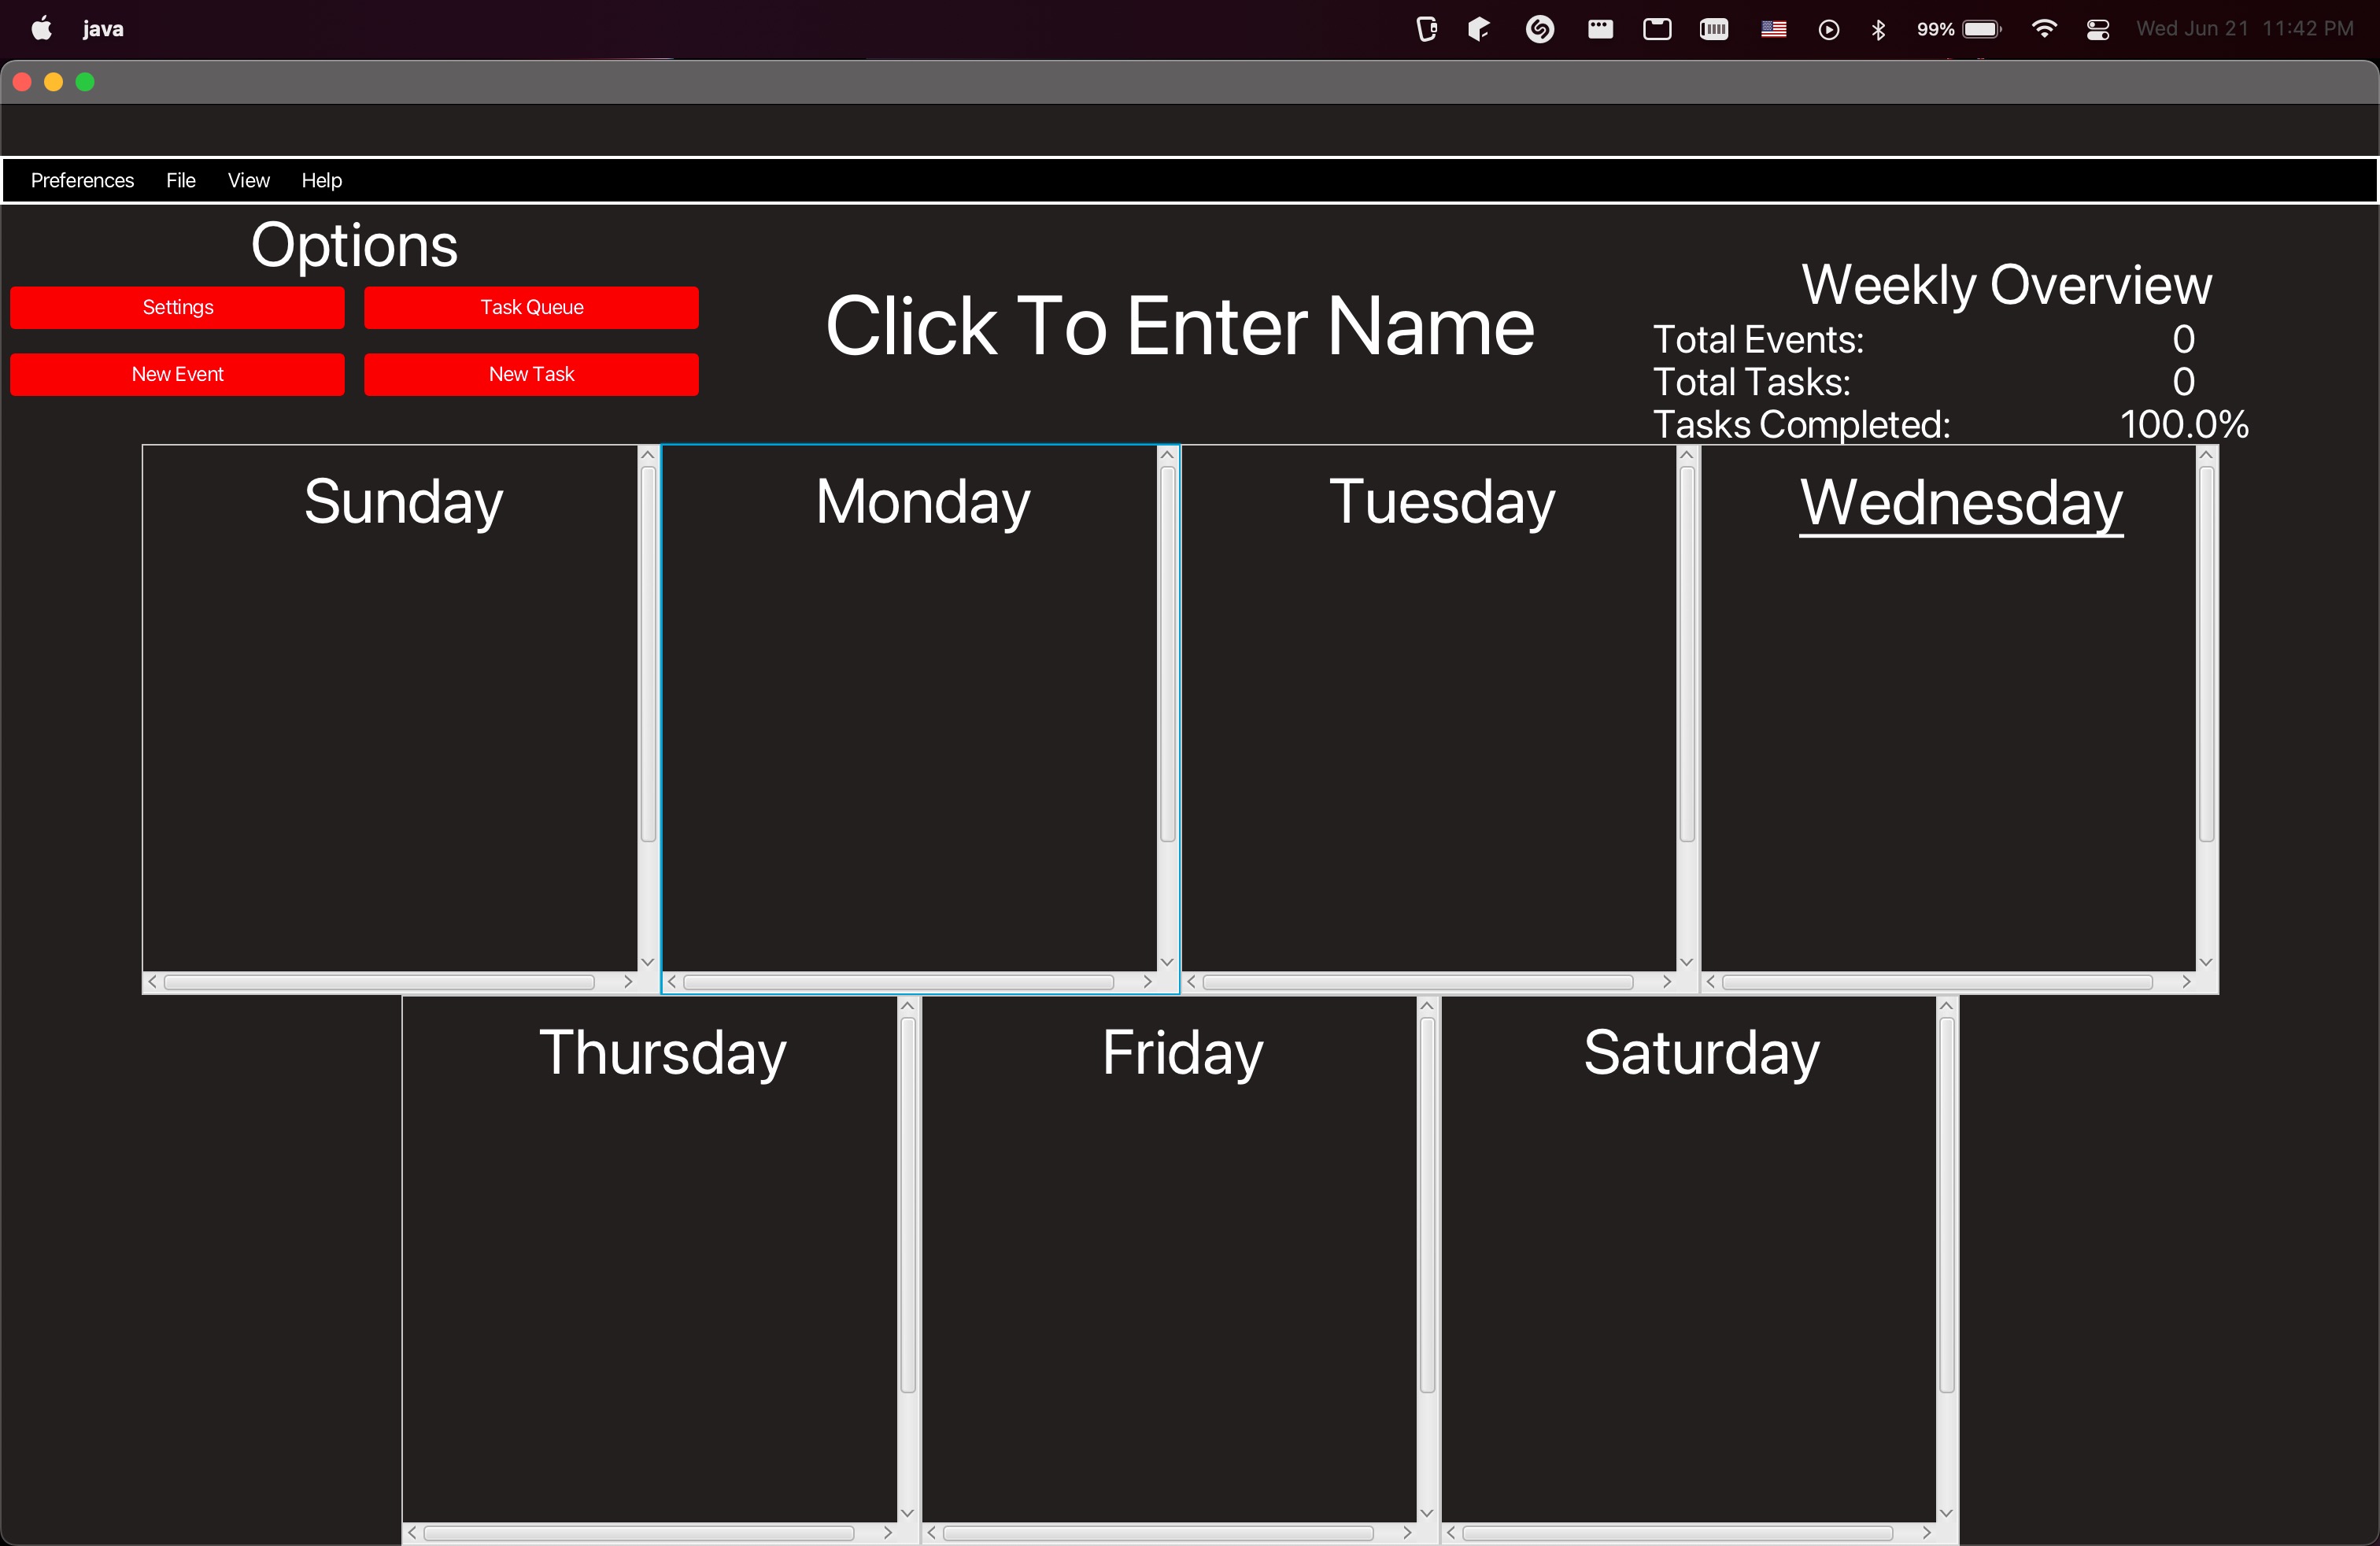 java 99% Wed Jun 21 11:42 PM
Preferences File View Help
Options
Settings Task Queue
New Event New Task
Click To Enter Name
Weekly Overview
Total Events: 0
Total Tasks: 0
Tasks Completed: 100.0%
Sunday Monday Tuesday Wednesday
Thursday Friday Saturday